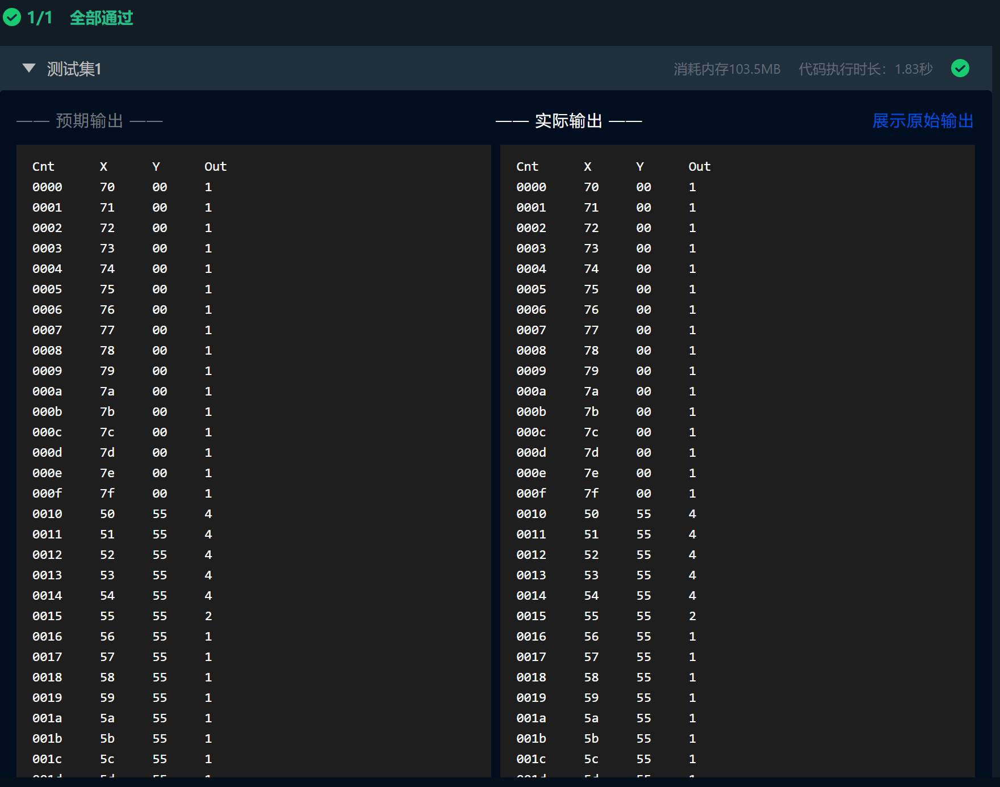 1/1 全部通过
测试集1 消耗内存103.5MB 代码执行时长：1.83秒
—— 预期输出 —— —— 实际输出 —— 展示原始输出
Cnt X Y Out Cnt X Y Out
0000 70 00 1 0000 70 00 1
0001 71 00 1 0001 71 00 1
0002 72 00 1 0002 72 00 1
0003 73 00 1 0003 73 00 1
0004 74 00 1 0004 74 00 1
0005 75 00 1 0005 75 00 1
0006 76 00 1 0006 76 00 1
0007 77 00 1 0007 77 00 1
0008 78 00 1 0008 78 00 1
0009 79 00 1 0009 79 00 1
000a 7a 00 1 000a 7a 00 1
000b 7b 00 1 000b 7b 00 1
000c 7c 00 1 000c 7c 00 1
000d 7d 00 1 000d 7d 00 1
000e 7e 00 1 000e 7e 00 1
000f 7f 00 1 000f 7f 00 1
0010 50 55 4 0010 50 55 4
0011 51 55 4 0011 51 55 4
0012 52 55 4 0012 52 55 4
0013 53 55 4 0013 53 55 4
0014 54 55 4 0014 54 55 4
0015 55 55 2 0015 55 55 2
0016 56 55 1 0016 56 55 1
0017 57 55 1 0017 57 55 1
0018 58 55 1 0018 58 55 1
0019 59 55 1 0019 59 55 1
001a 5a 55 1 001a 5a 55 1
001b 5b 55 1 001b 5b 55 1
001c 5c 55 1 001c 5c 55 1